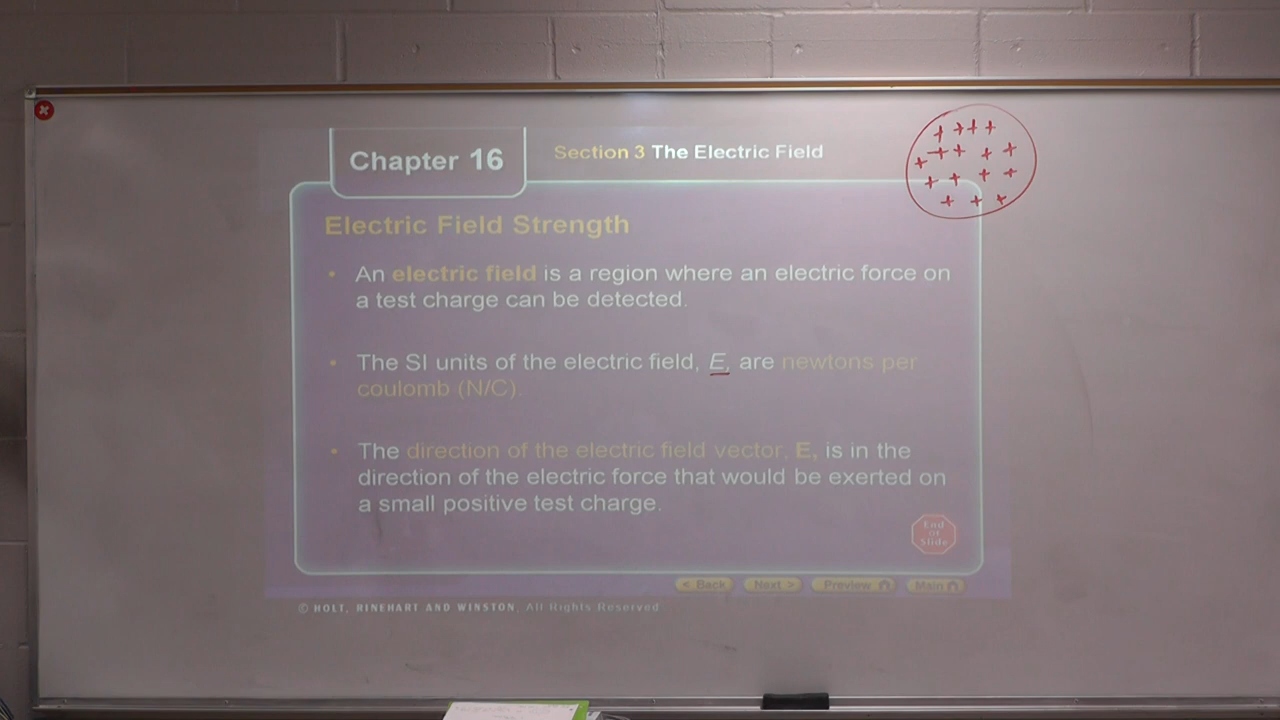 Chapter 16
Section 3 The Electric Field
Electric Field Strength
• An electric field is a region where an electric force on
a test charge can be detected.
• The SI units of the electric field, E, are newtons per
coulomb (N/C).
• The direction of the electric field vector, E, is in the
direction of the electric force that would be exerted on
a small positive test charge.
End
of
Slide
< Back
Next >
Preview
Main
© HOLT, RINEHART AND WINSTON, All Rights Reserved.
+ + + +
+ + + + +
+ + + + +
+ + +